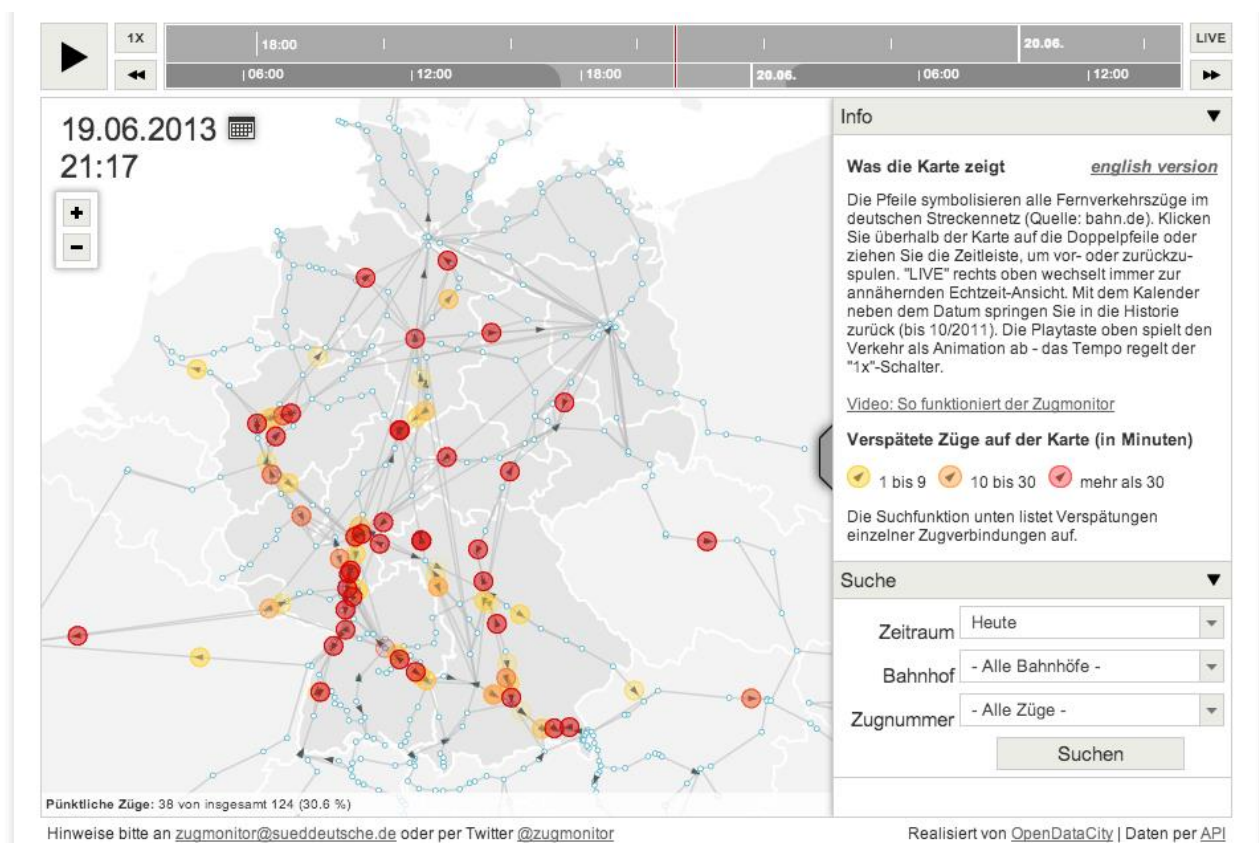 1X
18:00
20.06.
LIVE
06:00
12:00
18:00
20.06.
06:00
12:00
19.06.2013
21:17
+
−
Info
Was die Karte zeigt english version
Die Pfeile symbolisieren alle Fernverkehrszüge im
deutschen Streckennetz (Quelle: bahn.de). Klicken
Sie überhalb der Karte auf die Doppelpfeile oder
ziehen Sie die Zeitleiste, um vor- oder zurückzu-
spulen. "LIVE" rechts oben wechselt immer zur
annähernden Echtzeit-Ansicht. Mit dem Kalender
neben dem Datum springen Sie in die Historie
zurück (bis 10/2011). Die Playtaste oben spielt den
Verkehr als Animation ab - das Tempo regelt der
"1x"-Schalter.
Video: So funktioniert der Zugmonitor
Verspätete Züge auf der Karte (in Minuten)
1 bis 9 10 bis 30 mehr als 30
Die Suchfunktion unten listet Verspätungen
einzelner Zugverbindungen auf.
Suche
Zeitraum Heute
Bahnhof - Alle Bahnhöfe -
Zugnummer - Alle Züge -
Suchen
Pünktliche Züge: 38 von insgesamt 124 (30.6 %)
Hinweise bitte an zugmonitor@sueddeutsche.de oder per Twitter @zugmonitor
Realisiert von OpenDataCity | Daten per API